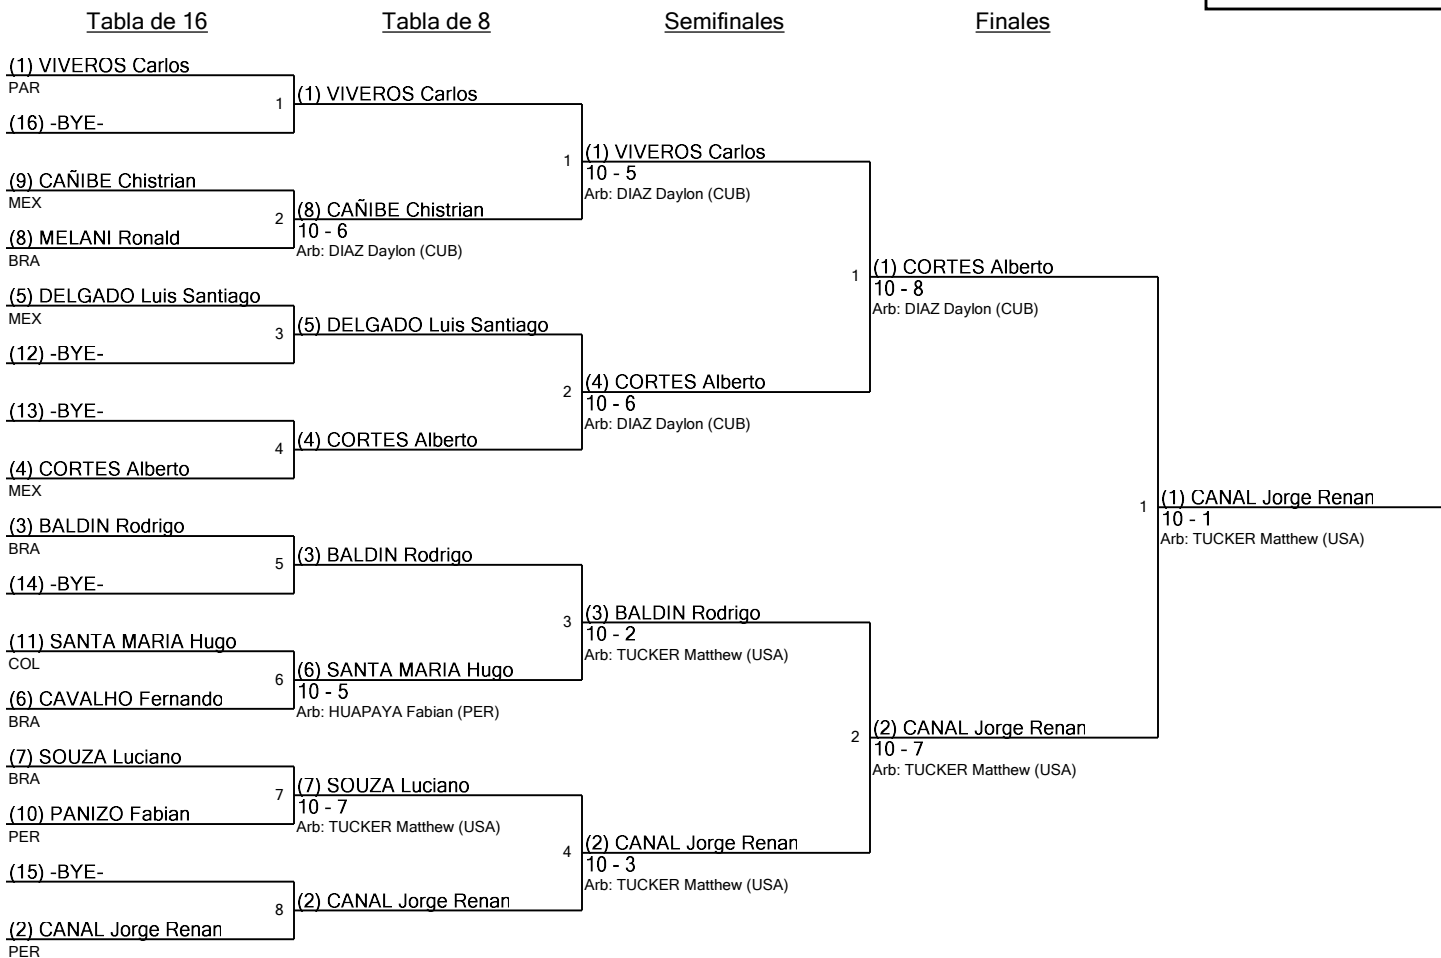 Tabla de 16
Tabla de 8
Semifinales
Finales
(1) VIVEROS Carlos
PAR
(16) -BYE-
1
(9) CAÑIBE Chistrian
MEX
(8) MELANI Ronald
BRA
2
(5) DELGADO Luis Santiago
MEX
(12) -BYE-
3
(13) -BYE-
(4) CORTES Alberto
MEX
4
(3) BALDIN Rodrigo
BRA
(14) -BYE-
5
(11) SANTA MARIA Hugo
COL
(6) CAVALHO Fernando
BRA
6
(7) SOUZA Luciano
BRA
(10) PANIZO Fabian
PER
7
(15) -BYE-
(2) CANAL Jorge Renan
PER
8
(1) VIVEROS Carlos
(8) CAÑIBE Chistrian
10 - 6
Arb: DIAZ Daylon (CUB)
1
(5) DELGADO Luis Santiago
(4) CORTES Alberto
2
(3) BALDIN Rodrigo
(6) SANTA MARIA Hugo
10 - 5
Arb: HUAPAYA Fabian (PER)
3
(7) SOUZA Luciano
10 - 7
Arb: TUCKER Matthew (USA)
(2) CANAL Jorge Renan
4
(1) VIVEROS Carlos
10 - 5
Arb: DIAZ Daylon (CUB)
(4) CORTES Alberto
10 - 6
Arb: DIAZ Daylon (CUB)
1
(3) BALDIN Rodrigo
10 - 2
Arb: TUCKER Matthew (USA)
(2) CANAL Jorge Renan
10 - 3
Arb: TUCKER Matthew (USA)
2
(1) CORTES Alberto
10 - 8
Arb: DIAZ Daylon (CUB)
(2) CANAL Jorge Renan
10 - 7
Arb: TUCKER Matthew (USA)
1
(1) CANAL Jorge Renan
10 - 1
Arb: TUCKER Matthew (USA)